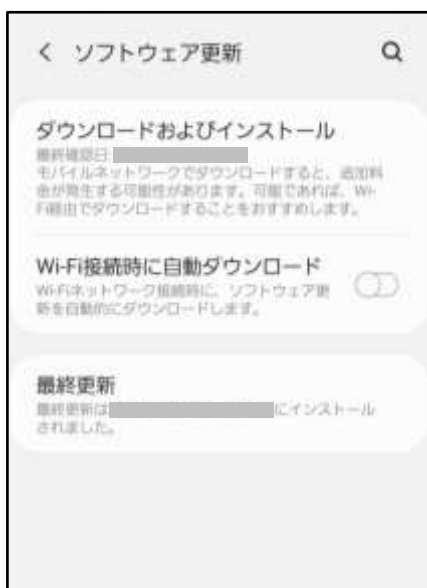 ソフトウェア更新
ダウンロードおよびインストール
最終確認日:
モバイルネットワークでダウンロードすると、追加料
金が発生する可能性があります。可能であれば、Wi-
Fi経由でダウンロードすることをおすすめします。
Wi-Fi接続時に自動ダウンロード
Wi-Fiネットワーク接続時に、ソフトウェア更
新を自動的にダウンロードします。
最終更新
最終更新は にインストール
されました。